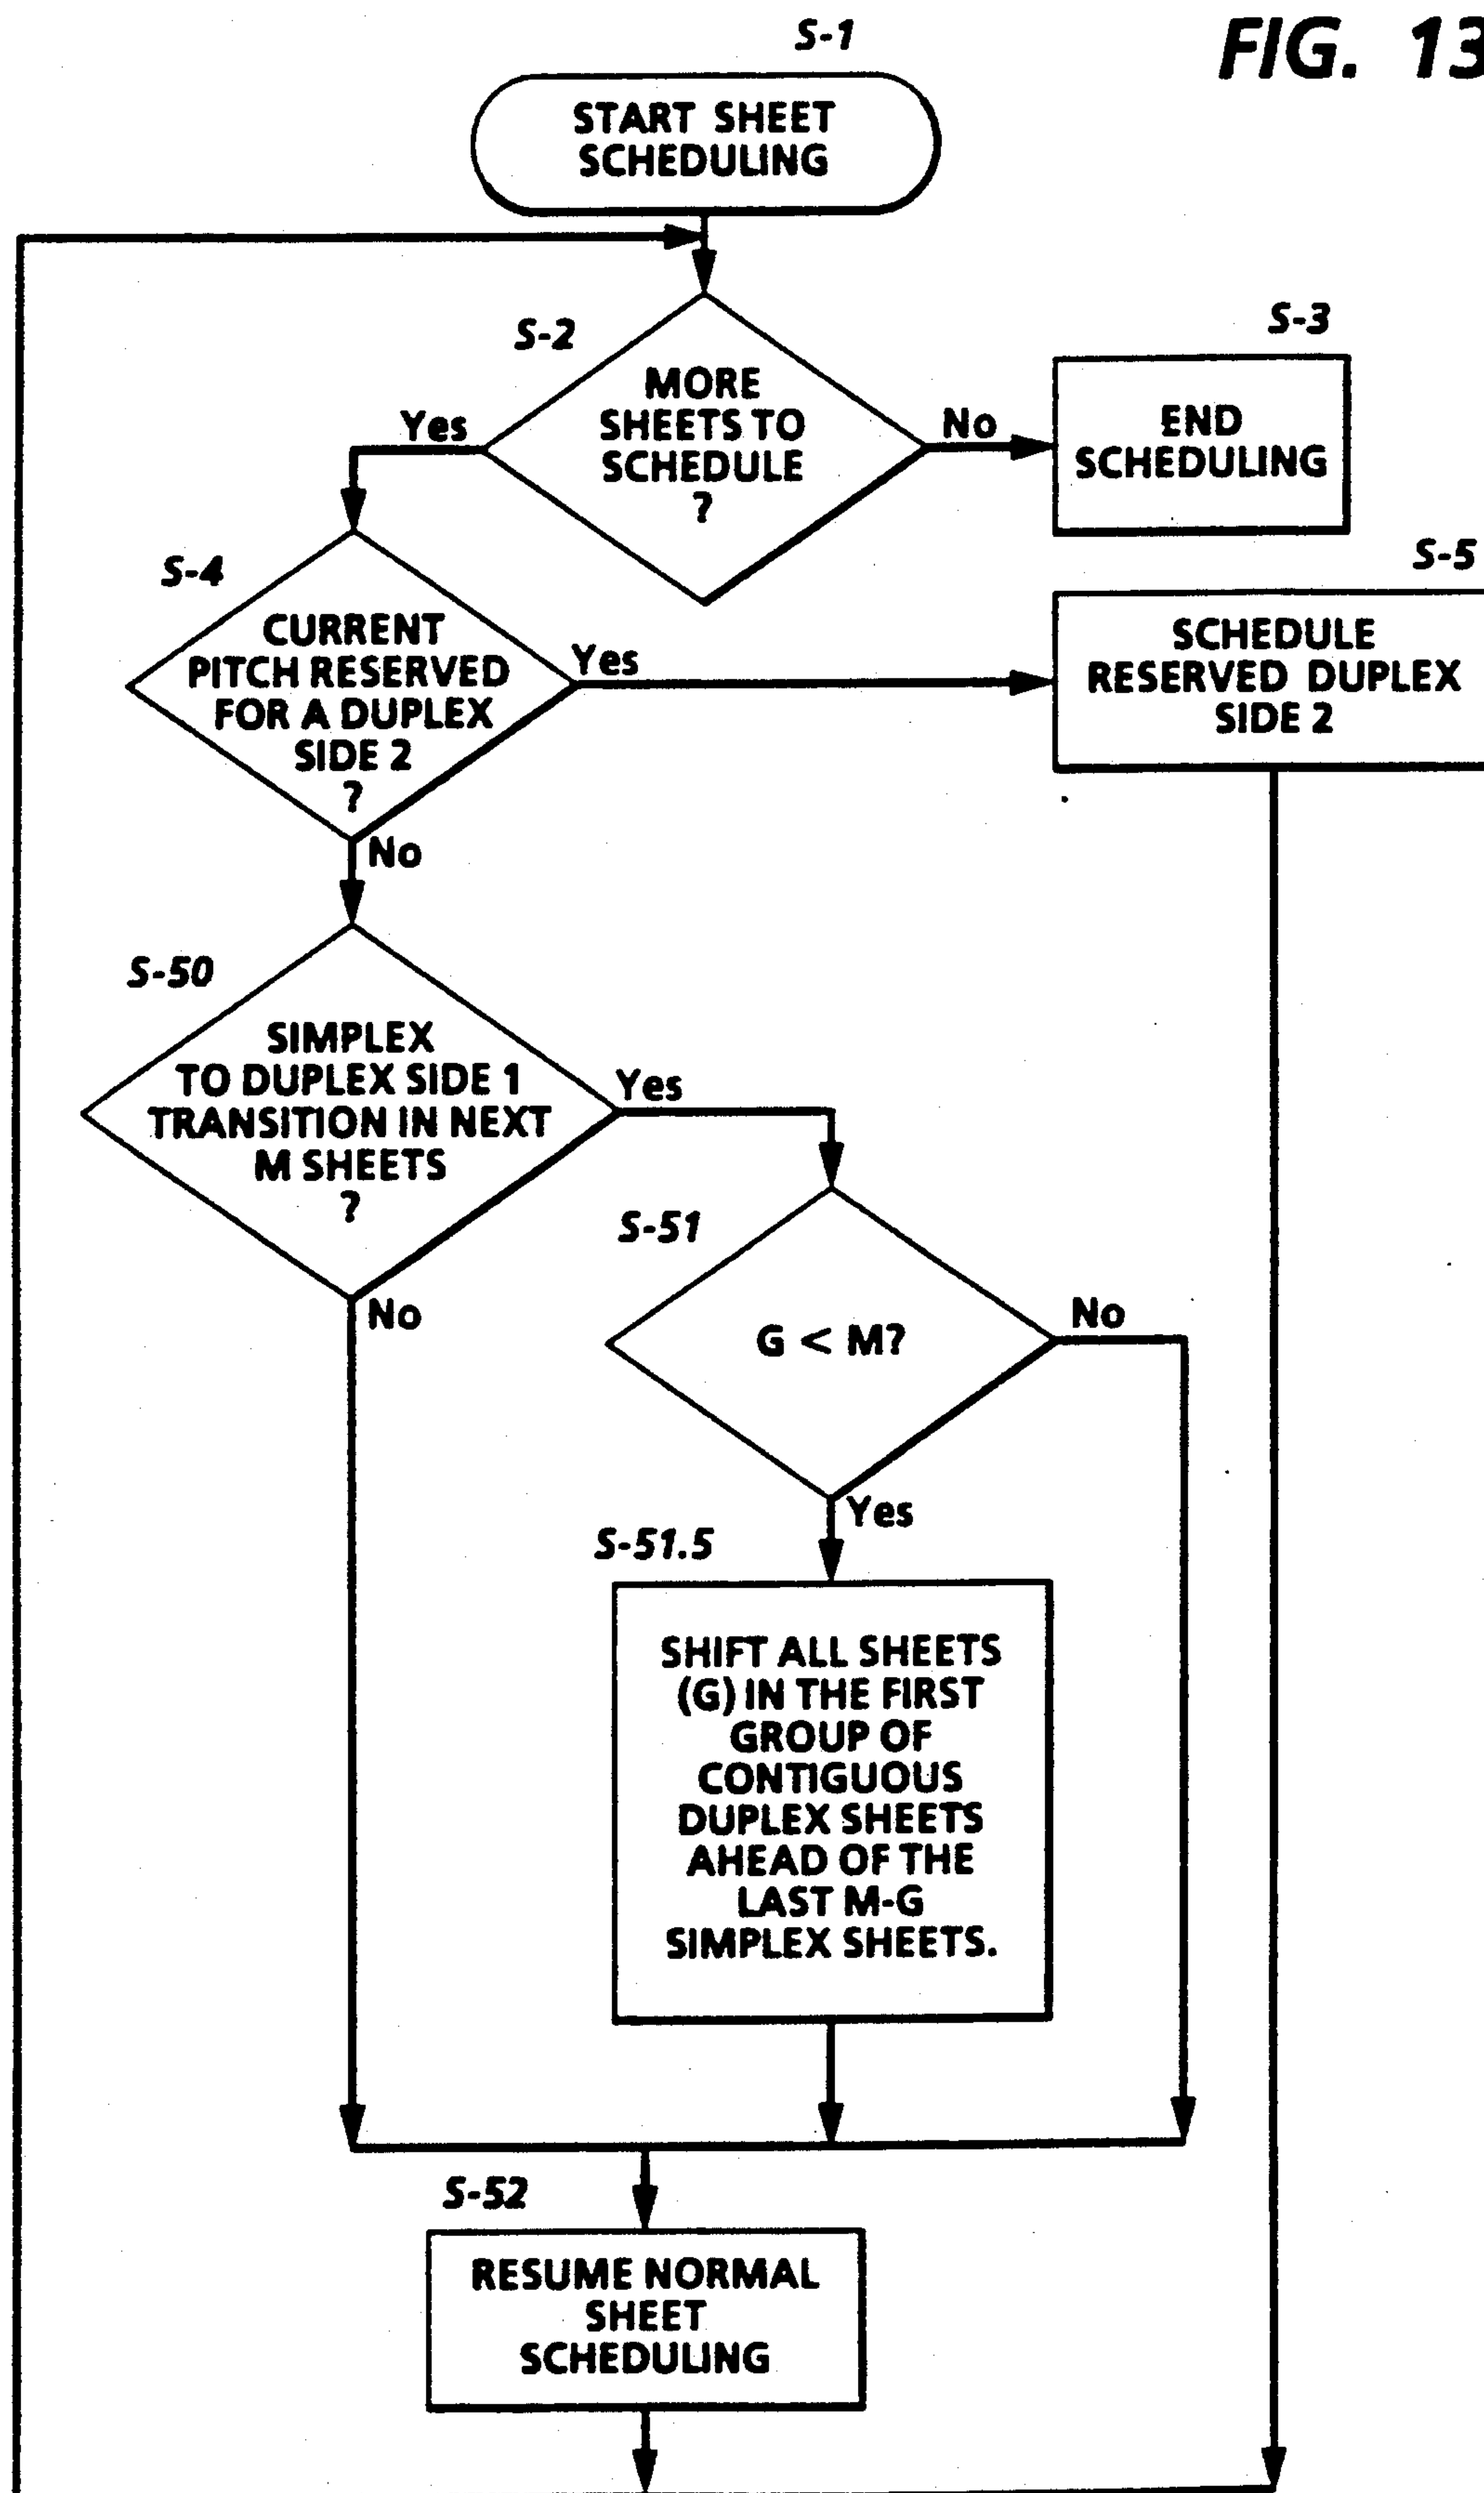 FIG. 13
S-1
START SHEET
SCHEDULING
S-2
MORE
SHEETS TO
SCHEDULE
?
Yes
No
S-3
END
SCHEDULING
S-4
CURRENT
PITCH RESERVED
FOR A DUPLEX
SIDE 2
?
Yes
No
S-5
SCHEDULE
RESERVED DUPLEX
SIDE 2
S-50
SIMPLEX
TO DUPLEX SIDE 1
TRANSITION IN NEXT
M SHEETS
?
Yes
No
S-51
G < M?
No
Yes
S-51.5
SHIFT ALL SHEETS
(G) IN THE FIRST
GROUP OF
CONTIGUOUS
DUPLEX SHEETS
AHEAD OF THE
LAST M-G
SIMPLEX SHEETS.
S-52
RESUME NORMAL
SHEET
SCHEDULING